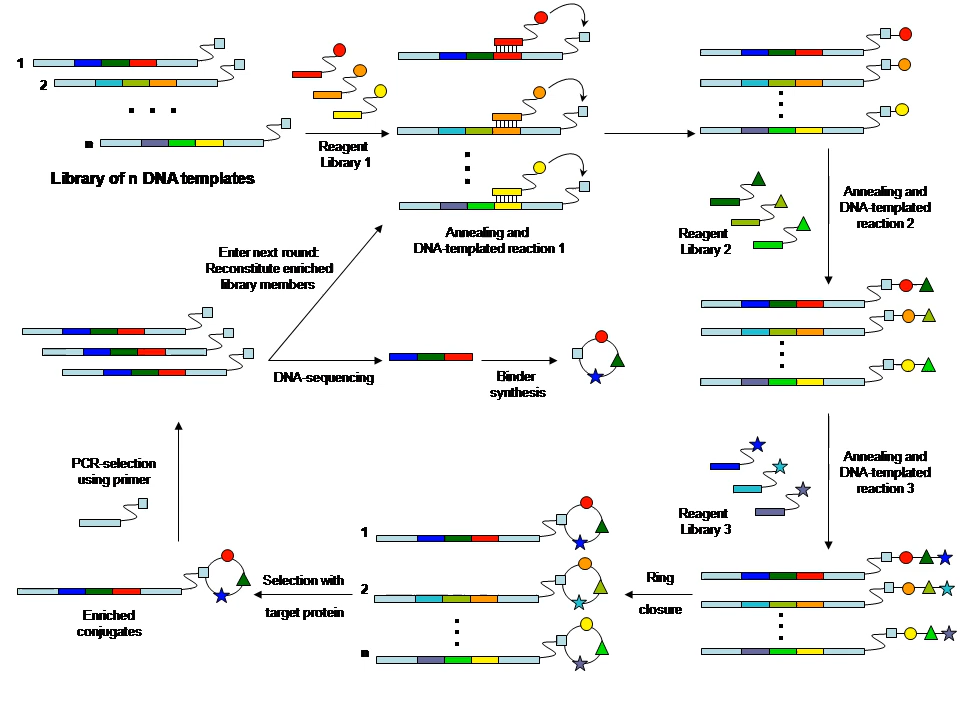 1
2
n
Library of n DNA templates
Reagent
Library 1
Annealing and
DNA-templated reaction 1
Reagent
Library 2
Annealing and
DNA-templated
reaction 2
Enter next round:
Reconstitute enriched
library members
DNA-sequencing
Binder
synthesis
PCR-selection
using primer
Reagent
Library 3
Annealing and
DNA-templated
reaction 3
1
2
n
Ring
closure
Selection with
target protein
Enriched
conjugates